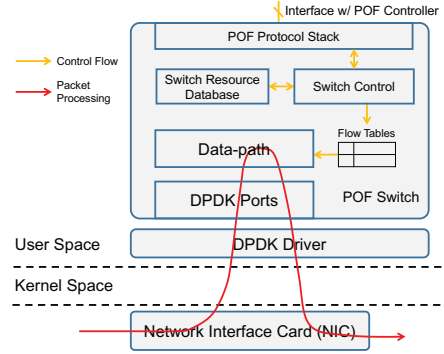 Interface w/ POF Controller
POF Protocol Stack
Control Flow
Packet
Processing
Switch Resource
Database
Switch Control
Flow Tables
Data-path
DPDK Ports
POF Switch
User Space
DPDK Driver
Kernel Space
Network Interface Card (NIC)